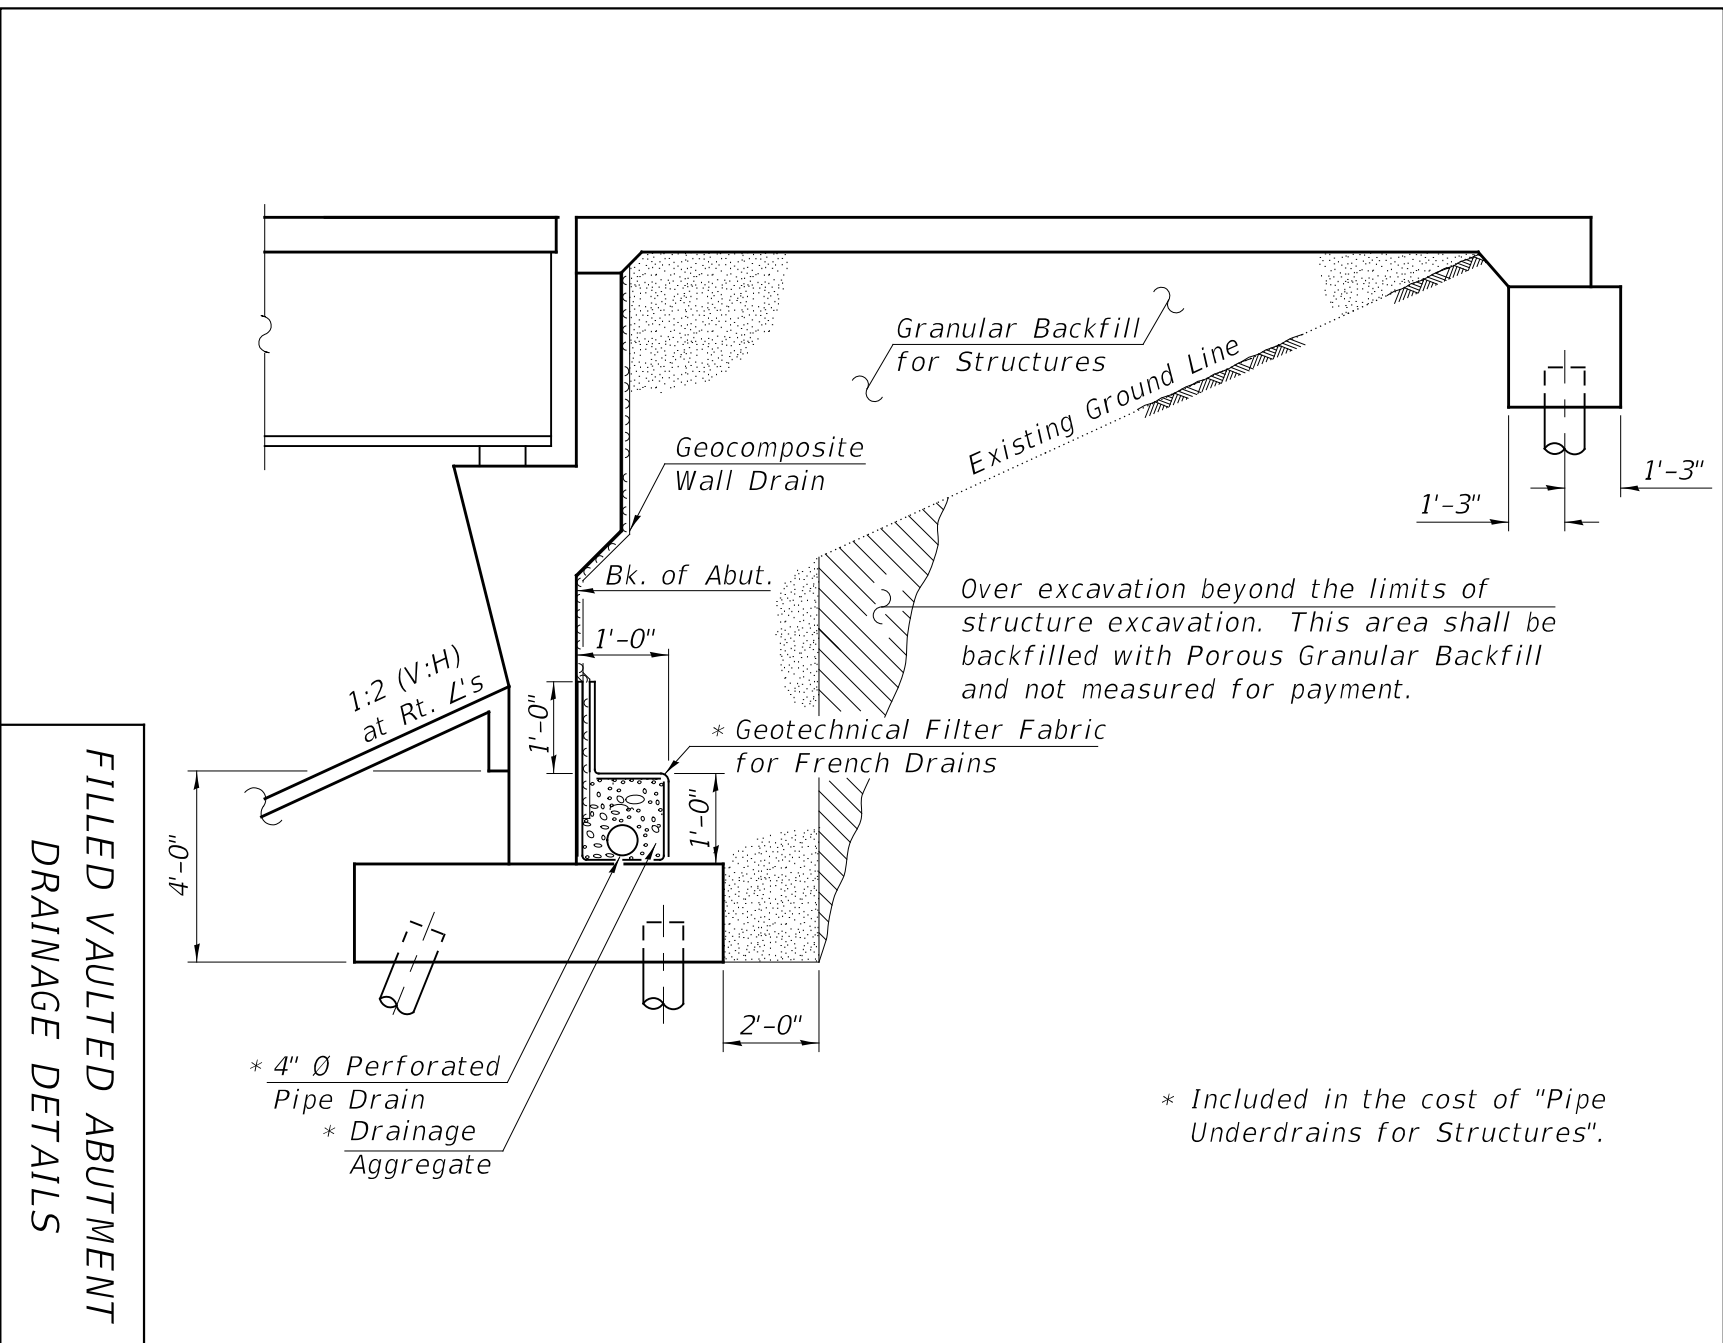 Granular Backfill
for Structures
Existing Ground Line
Geocomposite
Wall Drain
1'-3"
1'-3"
Bk. of Abut.
Over excavation beyond the limits of
structure excavation. This area shall be
backfilled with Porous Granular Backfill
and not measured for payment.
1'-0"
1:2 (V:H)
at Rt. ∠'s
1'-0"
* Geotechnical Filter Fabric
for French Drains
1'-0"
4'-0"
2'-0"
* 4" Ø Perforated
Pipe Drain
* Drainage
Aggregate
* Included in the cost of "Pipe
Underdrains for Structures".
FILLED VAULTED ABUTMENT
DRAINAGE DETAILS